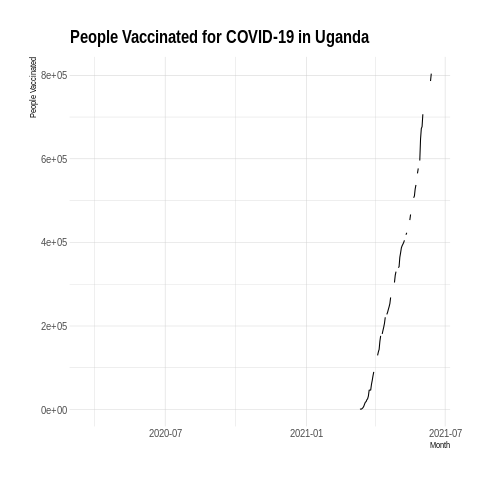 People Vaccinated for COVID-19 in Uganda
People Vaccinated
8e+05
6e+05
4e+05
2e+05
0e+00
2020-07
2021-01
2021-07
Month